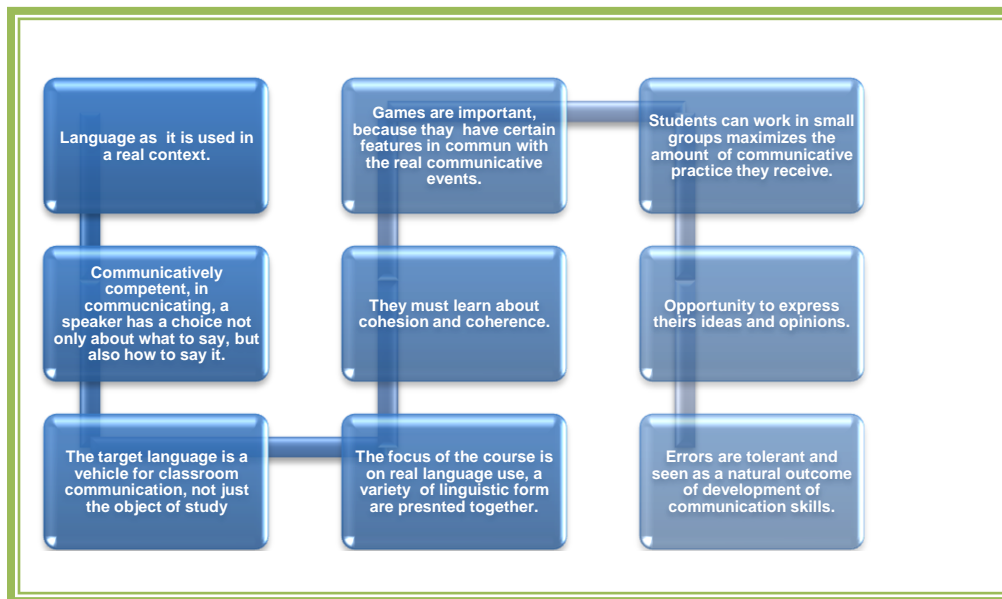 Language as it is used in
a real context.
Communicatively
competent, in
commucnicating, a
speaker has a choice not
only about what to say, but
also how to say it.
The target language is a
vehicle for classroom
communication, not just
the object of study
The focus of the course is
on real language use, a
variety of linguistic form
are presnted together.
They must learn about
cohesion and coherence.
Games are important,
because thay have certain
features in commun with
the real communicative
events.
Students can work in small
groups maximizes the
amount of communicative
practice they receive.
Opportunity to express
theirs ideas and opinions.
Errors are tolerant and
seen as a natural outcome
of development of
communication skills.